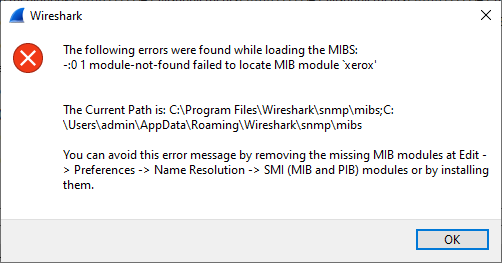 Wireshark
The following errors were found while loading the MIBS:
-:0 1 module-not-found failed to locate MIB module `xerox'
The Current Path is: C:\Program Files\Wireshark\snmp\mibs;C:
\Users\admin\AppData\Roaming\Wireshark\snmp\mibs
You can avoid this error message by removing the missing MIB modules at Edit -
> Preferences -> Name Resolution -> SMI (MIB and PIB) modules or by installing
them.
OK